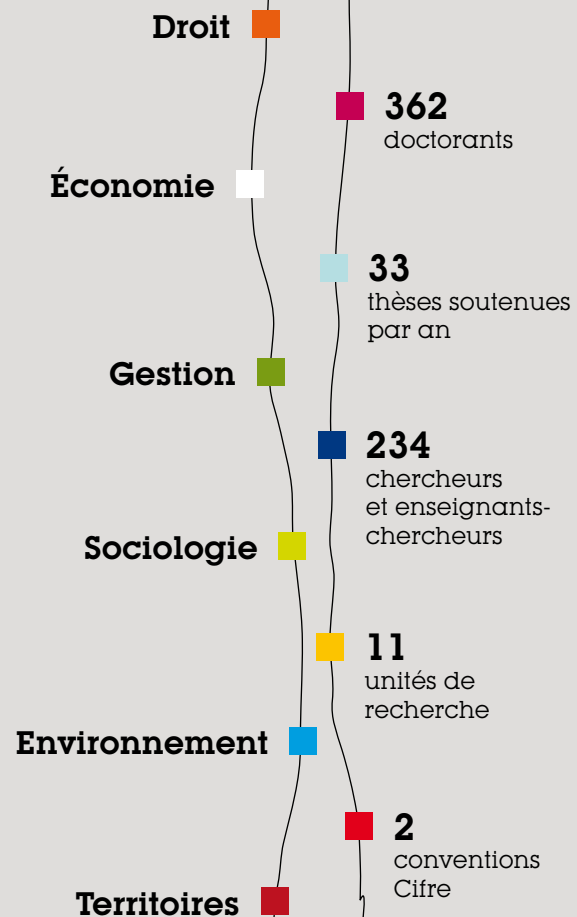 Droit
362
doctorants
Économie
33
thèses soutenues
par an
Gestion
234
chercheurs
et enseignants-
chercheurs
Sociologie
11
unités de
recherche
Environnement
2
conventions
Cifre
Territoires